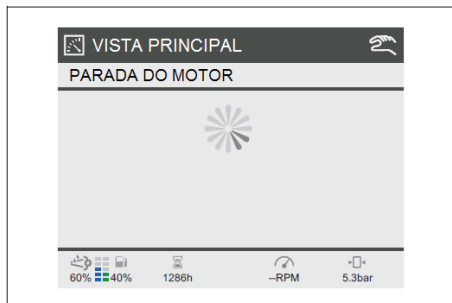 VISTA PRINCIPAL
PARADA DO MOTOR
60% 40% 1286h --RPM 5.3bar